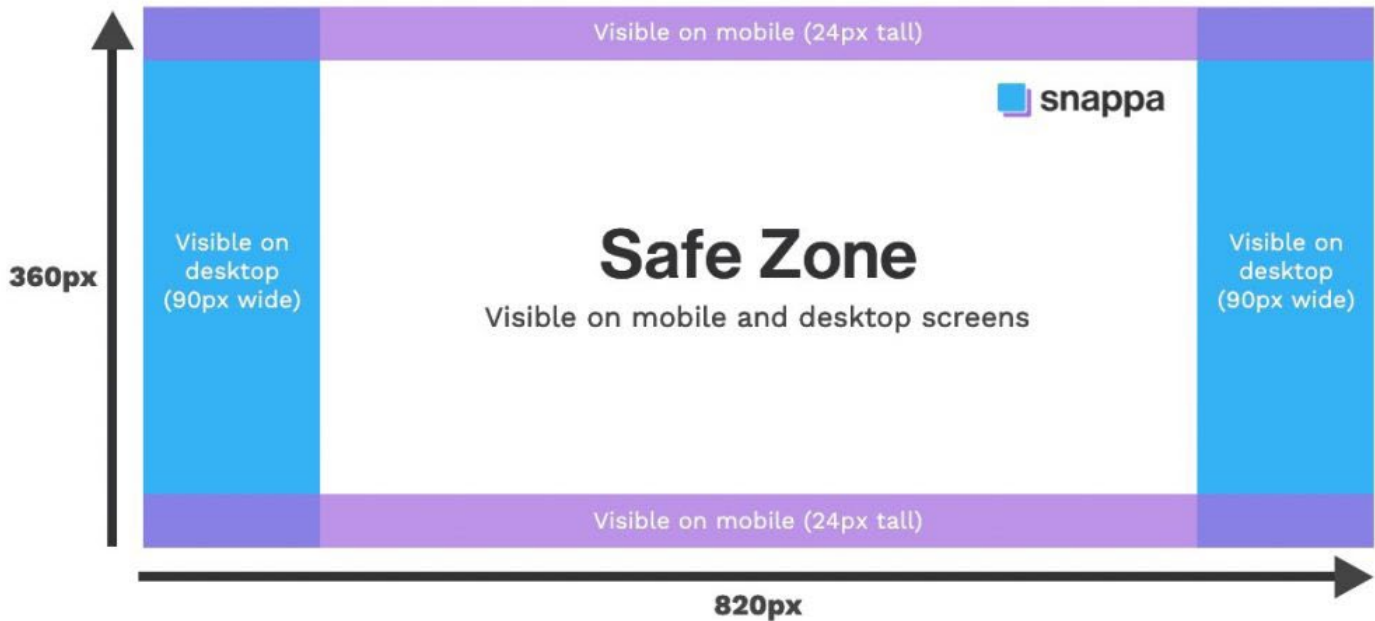 Visible on mobile (24px tall)
snappa
360px
Visible on
desktop
(90px wide)
Safe Zone
Visible on mobile and desktop screens
Visible on
desktop
(90px wide)
Visible on mobile (24px tall)
820px